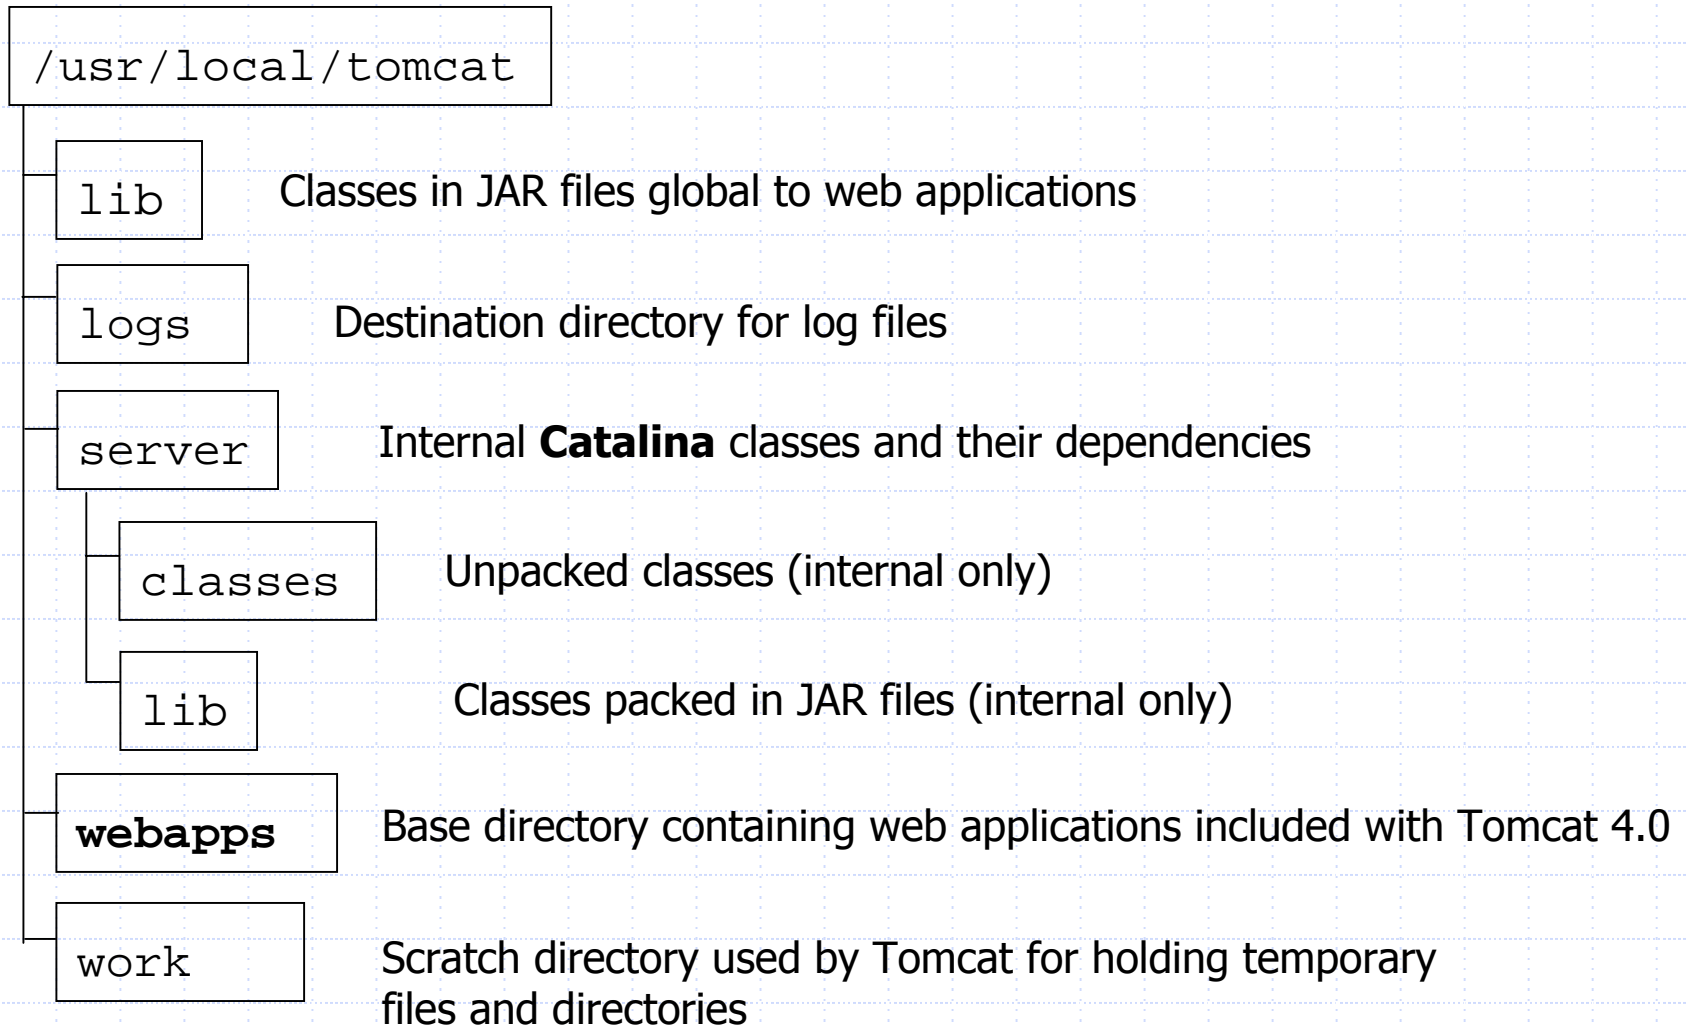 /usr/local/tomcat
lib Classes in JAR files global to web applications
logs Destination directory for log files
server Internal Catalina classes and their dependencies
classes Unpacked classes (internal only)
lib Classes packed in JAR files (internal only)
webapps Base directory containing web applications included with Tomcat 4.0
work Scratch directory used by Tomcat for holding temporary
files and directories